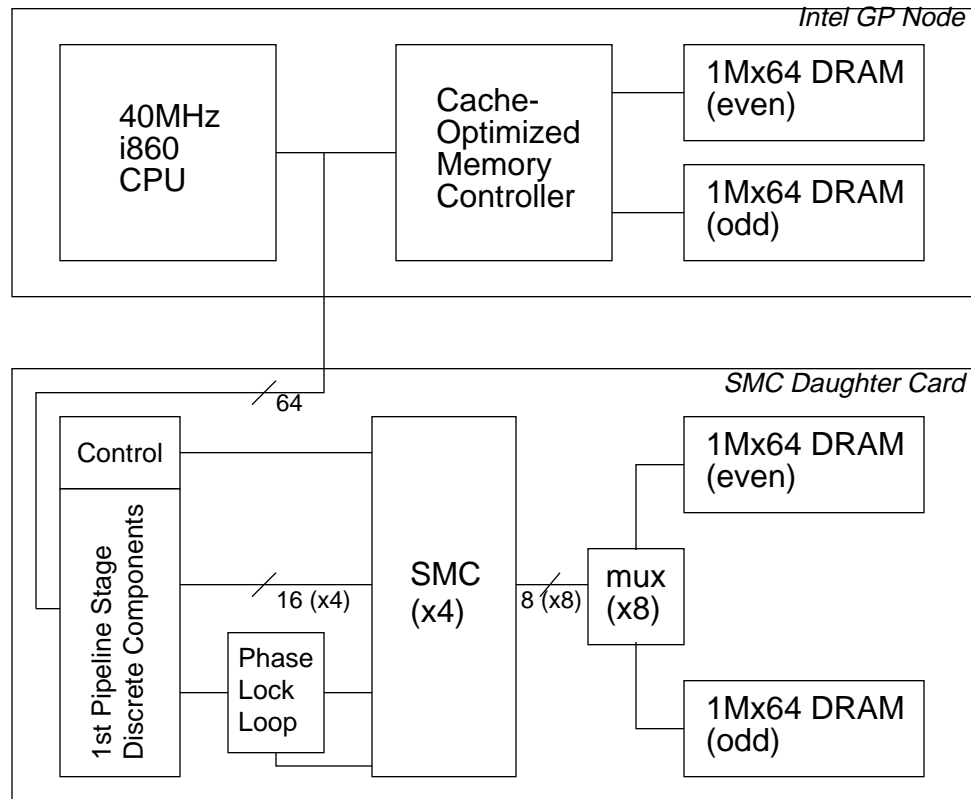 Intel GP Node
40MHz
i860
CPU
Cache-
Optimized
Memory
Controller
1Mx64 DRAM
(even)
1Mx64 DRAM
(odd)
SMC Daughter Card
64
Control
1st Pipeline Stage
Discrete Components
16 (x4)
Phase
Lock
Loop
SMC
(x4)
8 (x8)
mux
(x8)
1Mx64 DRAM
(even)
1Mx64 DRAM
(odd)